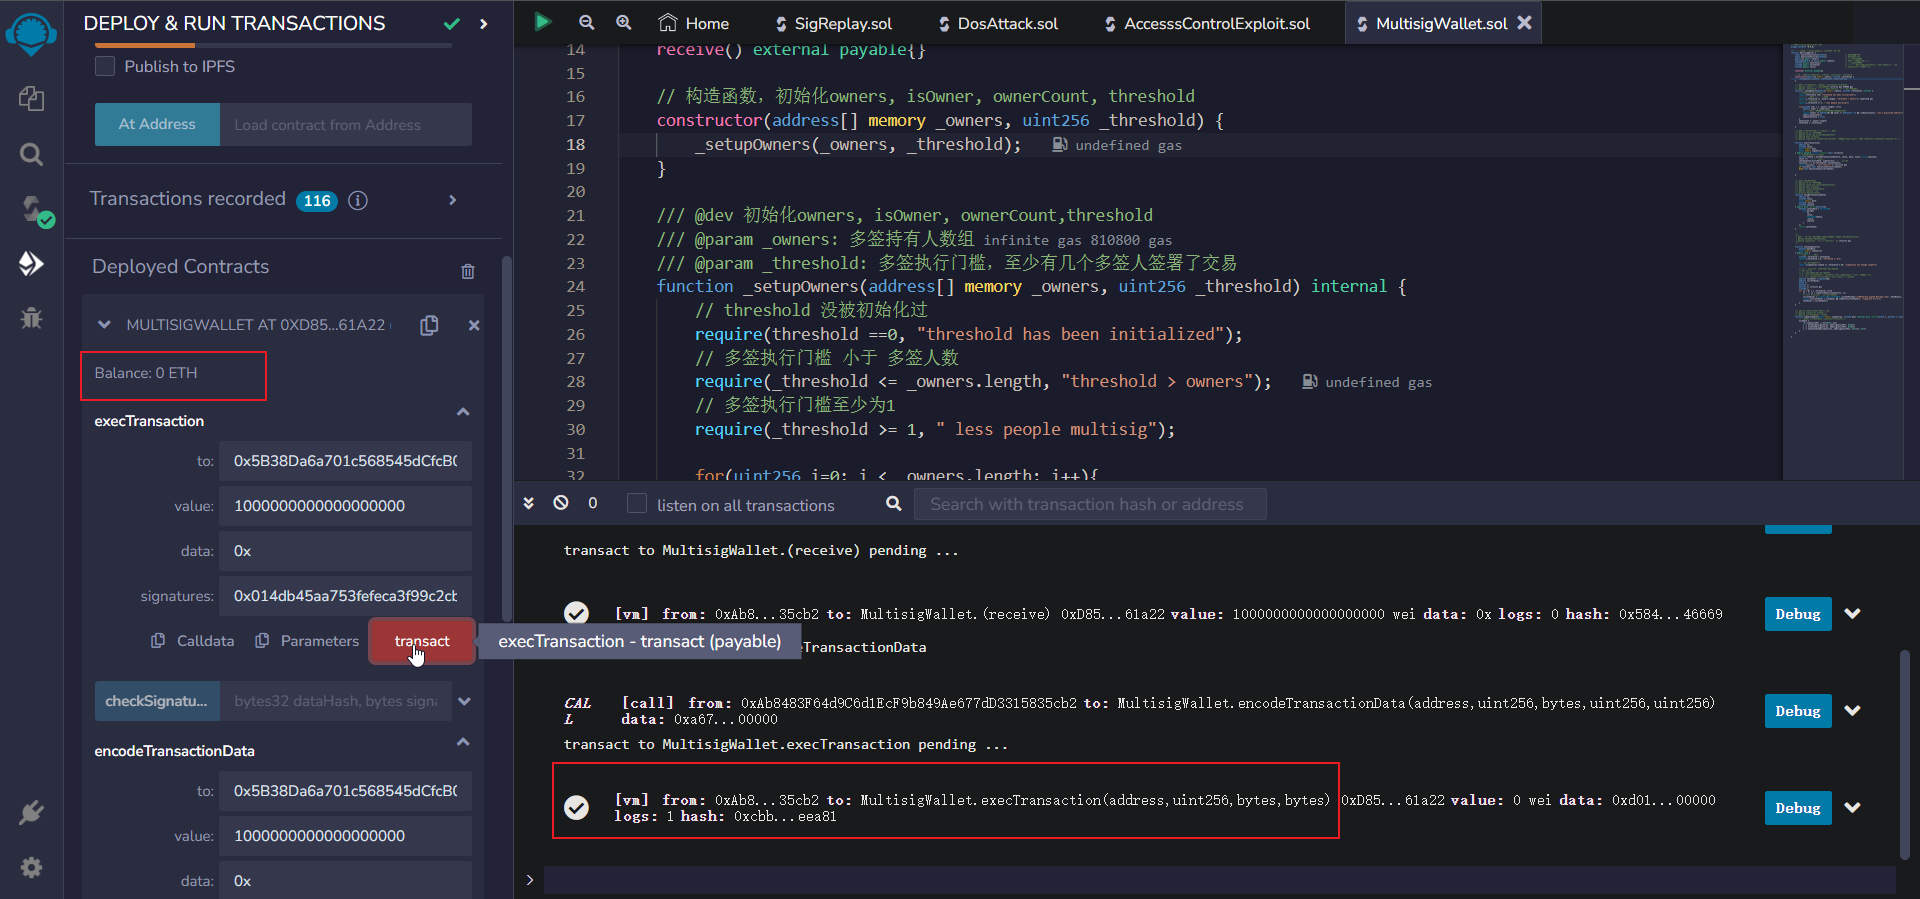 DEPLOY & RUN TRANSACTIONS
Publish to IPFS
At Address
Load contract from Address
Transactions recorded 116
Deployed Contracts
MULTISIGWALLET AT 0XD85...61A22
Balance: 0 ETH
execTransaction
to: 0x5B38Da6a701c568545dCfcB
value: 1000000000000000000
data: 0x
signatures: 0x014db45aa753fefeca3f99c2cb
Calldata
Parameters
transact
execTransaction - transact (payable)
checkSignatu...
bytes32 dataHash, bytes signa
encodeTransactionData
to: 0x5B38Da6a701c568545dCfcB
value: 1000000000000000000
data: 0x
Home
SigReplay.sol
DosAttack.sol
AccesssControlExploit.sol
MultisigWallet.sol
14 receive() external payable{}
15
16 // 构造函数，初始化owners, isOwner, ownerCount, threshold
17 constructor(address[] memory _owners, uint256 _threshold) {
18 _setupOwners(_owners, _threshold); undefined gas
19 }
20
21 /// @dev 初始化owners, isOwner, ownerCount,threshold
22 /// @param _owners: 多签持有人数组 infinite gas 810800 gas
23 /// @param _threshold: 多签执行门槛，至少有几个多签人签署了交易
24 function _setupOwners(address[] memory _owners, uint256 _threshold) internal {
25 // threshold 没被初始化过
26 require(threshold ==0, "threshold has been initialized");
27 // 多签执行门槛 小于 多签人数
28 require(_threshold <= _owners.length, "threshold > owners"); undefined gas
29 // 多签执行门槛至少为1
30 require(_threshold >= 1, " less people multisig");
31
32 for(uint256 i=0; i < _owners.length; i++){
0
listen on all transactions
Search with transaction hash or address
transact to MultisigWallet.(receive) pending ...
[vm] from: 0xAb8...35cb2 to: MultisigWallet.(receive) 0xD85...61a22 value: 1000000000000000000 wei data: 0x logs: 0 hash: 0x584...46669
Debug
eTransactionData
CAL
L
[call] from: 0xAb8483F64d9C6d1EcF9b849Ae677dD3315835cb2 to: MultisigWallet.encodeTransactionData(address,uint256,bytes,uint256,uint256)
data: 0xa67...00000
Debug
transact to MultisigWallet.execTransaction pending ...
[vm] from: 0xAb8...35cb2 to: MultisigWallet.execTransaction(address,uint256,bytes,bytes) 0xD85...61a22 value: 0 wei data: 0xd01...00000
logs: 1 hash: 0xcbb...eea81
Debug
>